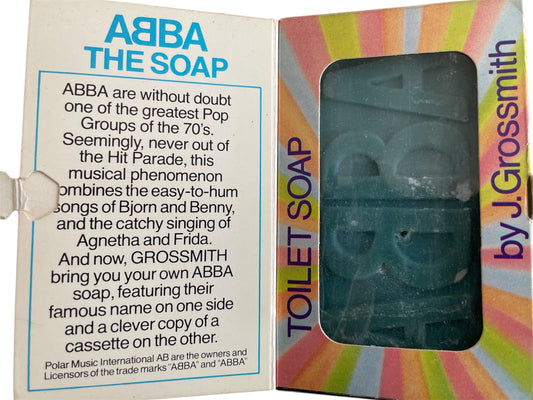 AᗺBA
THE SOAP
ABBA are without doubt
one of the greatest Pop
Groups of the 70's.
Seemingly, never out of
the Hit Parade, this
musical phenomenon
combines the easy-to-hum
songs of Bjorn and Benny,
and the catchy singing of
Agnetha and Frida.
And now, GROSSMITH
bring you your own ABBA
soap, featuring their
famous name on one side
and a clever copy of a
cassette on the other.
Polar Music International AB are the owners and
Licensors of the trade marks "AᗺBA" and "ABBA"
TOILET SOAP
AᗺBA
by J.Grossmith